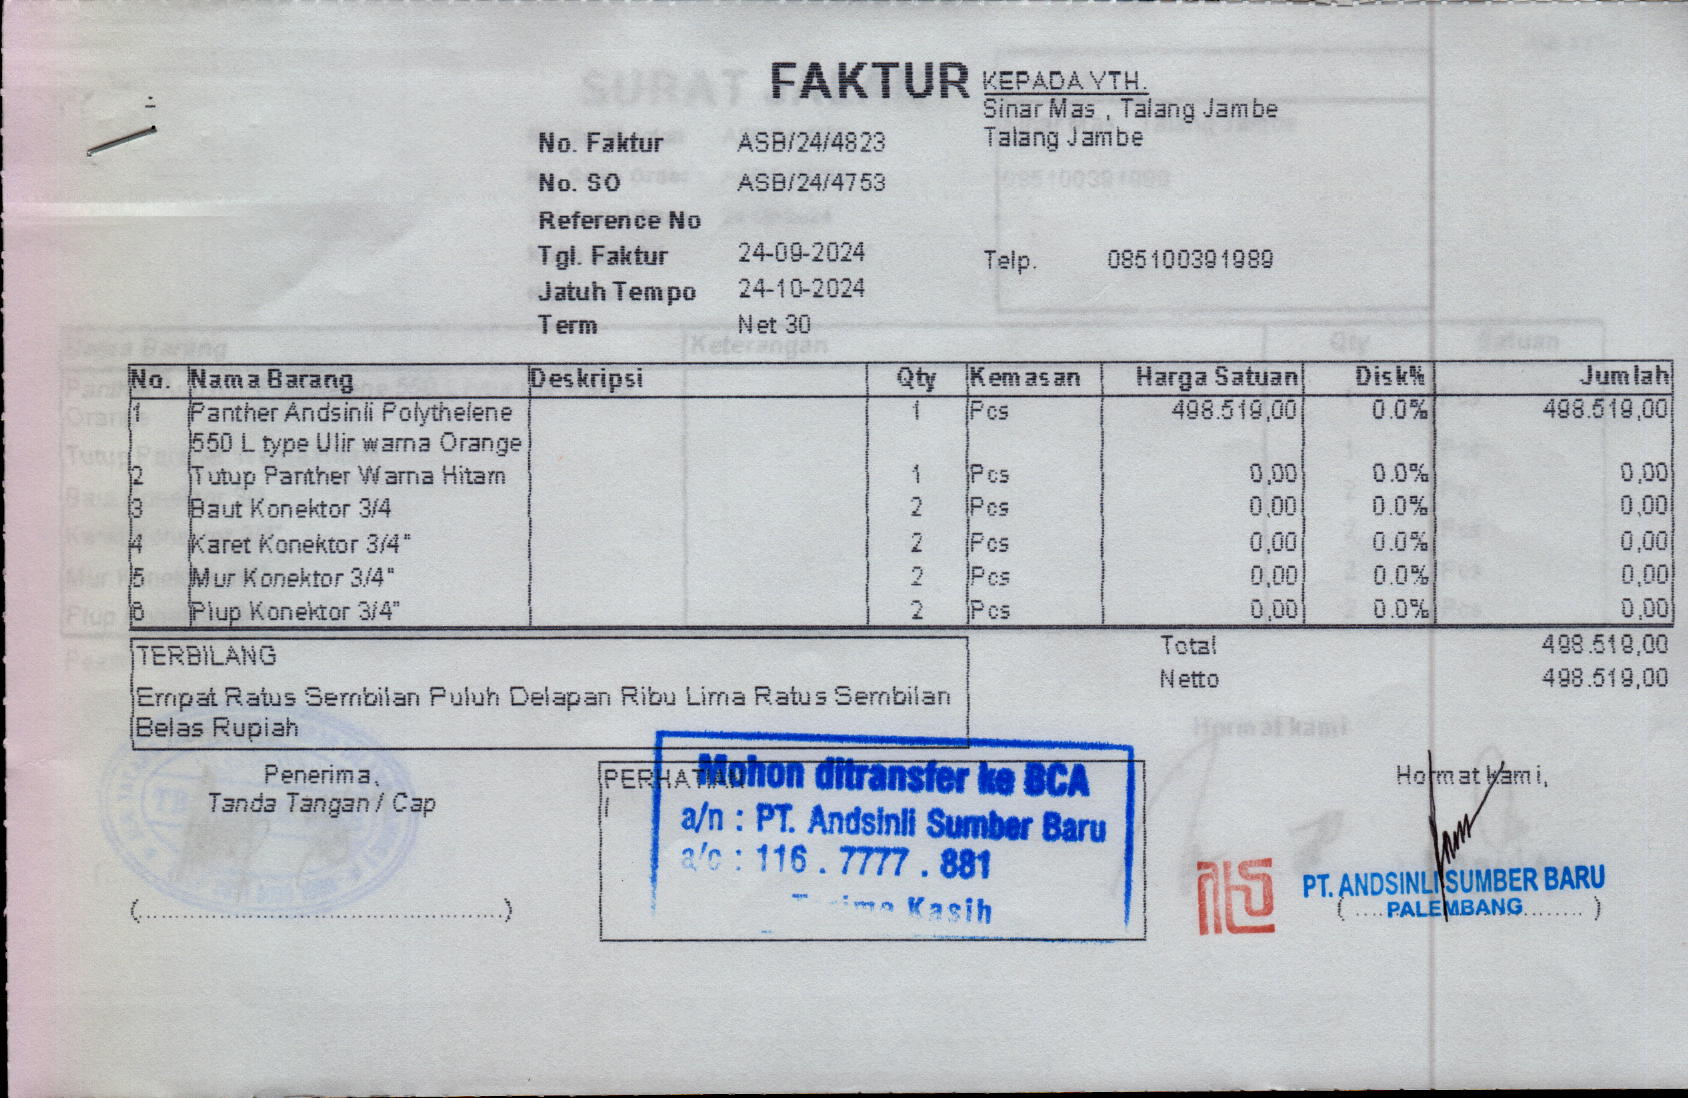 FAKTUR
KEPADA YTH.
Sinar Mas , Talang Jambe
Talang Jambe
No. Faktur ASB/24/4823
No. SO ASB/24/4753
Reference No
Tgl. Faktur 24-09-2024
Telp. 085100391989
Jatuh Tempo 24-10-2024
Term Net 30
No. Nama Barang Deskripsi Qty Kemasan Harga Satuan Disk% Jumlah
1 Panther Andsinli Polythelene 1 Pcs 498.519,00 0.0% 498.519,00
550 L type Ulir warna Orange
2 Tutup Panther Warna Hitam 1 Pcs 0,00 0.0% 0,00
3 Baut Konektor 3/4 2 Pcs 0,00 0.0% 0,00
4 Karet Konektor 3/4" 2 Pcs 0,00 0.0% 0,00
5 Mur Konektor 3/4" 2 Pcs 0,00 0.0% 0,00
6 Plup Konektor 3/4" 2 Pcs 0,00 0.0% 0,00
Total 498.519,00
Netto 498.519,00
TERBILANG
Empat Ratus Sembilan Puluh Delapan Ribu Lima Ratus Sembilan
Belas Rupiah
Penerima,
Tanda Tangan / Cap
(..................................................)
PERHATIAN
Mohon ditransfer ke BCA
a/n : PT. Andsinli Sumber Baru
a/c : 116 . 7777 . 881
Terima Kasih
Hormat kami,
PT. ANDSINLI SUMBER BARU
PALEMBANG